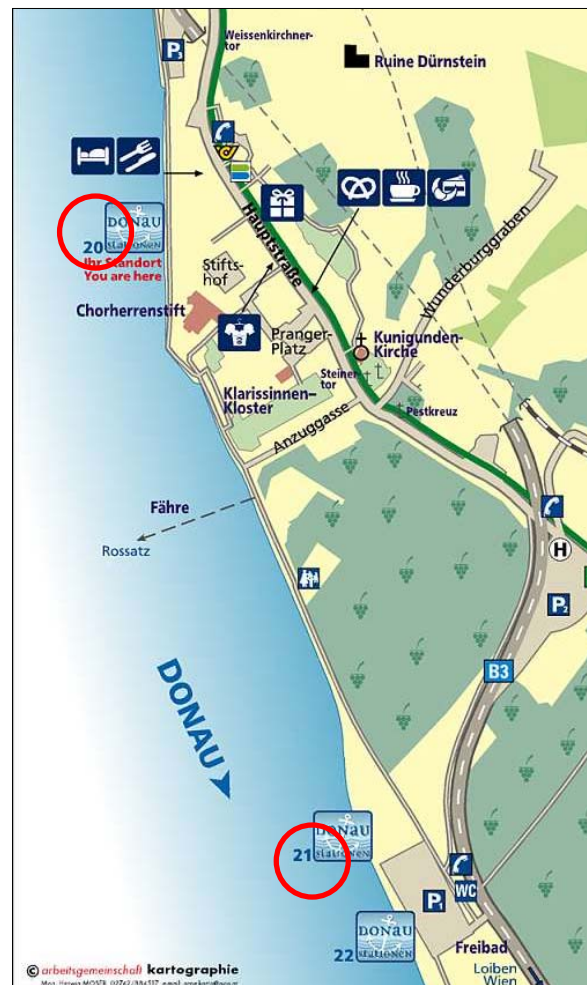 Weissenkirchner-
tor
P3
Ruine Dürnstein
Hauptstraße
Wunderburggraben
DONAU
stationen
20
Ihr Standort
You are here
Stifts-
hof
Chorherrenstift
Pranger-
Platz
Kunigunden-
Kirche
Steiner
tor
Klarissinnen-
Kloster
Pestkreuz
Anzuggasse
Fähre
Rossatz
H
P2
B3
DONAU
DONAU
stationen
21
WC
P1
DONAU
stationen
22
Freibad
Loiben
Wien
© arbeitsgemeinschaft kartographie